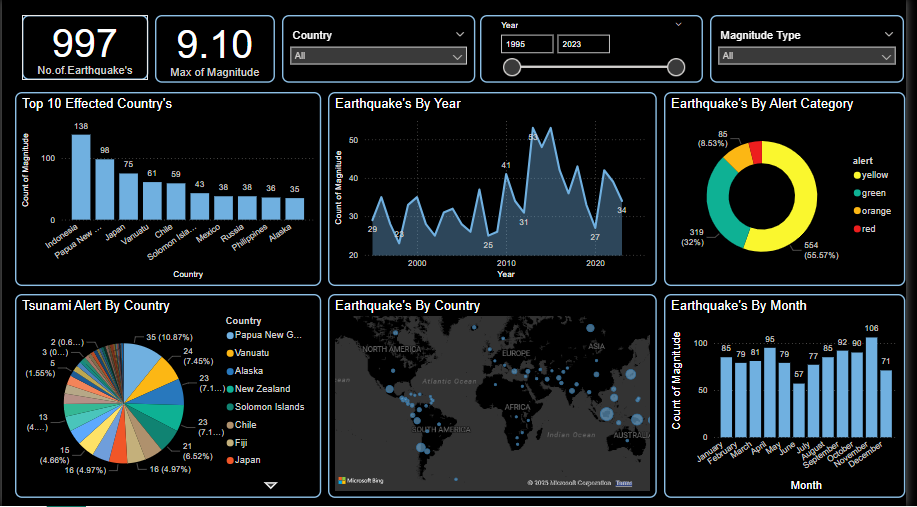 997
No.of.Earthquake's
9.10
Max of Magnitude
Country
All
Year
1995
2023
Magnitude Type
All
Top 10 Effected Country's
Count of Magnitude
100
0
138
98
75
61
59
43
38
38
36
35
Indonesia
Papua New ...
Japan
Vanuatu
Chile
Solomon Isla...
Mexico
Russia
Philippines
Alaska
Country
Earthquake's By Year
Count of Magnitude
50
40
30
20
29
23
25
41
31
53
27
34
2000
2010
2020
Year
Earthquake's By Alert Category
85
(8.53%)
319
(32%)
554
(55.57%)
alert
yellow
green
orange
red
Tsunami Alert By Country
35 (10.87%)
24
(7.45%)
23
(7.1...)
23
(7.1...)
21
(6.52%)
16 (4.97%)
16 (4.97%)
15
(4.66%)
13
(4....)
5
(1.55%)
3 (0...)
2 (0.6...)
Country
Papua New G...
Vanuatu
Alaska
New Zealand
Solomon Islands
Chile
Fiji
Japan
Earthquake's By Country
NORTH AMERICA
EUROPE
ASIA
Atlantic Ocean
ean
AFRICA
SOUTH AMERICA
Indian Ocean
AUSTRALIA
Microsoft Bing
© 2025 Microsoft Corporation Terms
Earthquake's By Month
Count of Magnitude
100
50
0
85
79
81
95
79
57
77
85
92
90
106
71
January
February
March
April
May
June
July
August
September
October
November
December
Month